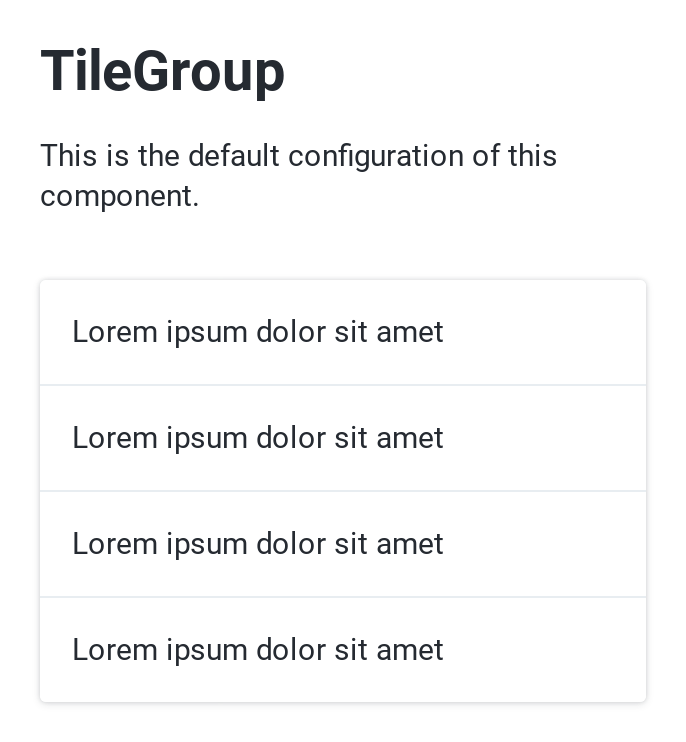 TileGroup
This is the default configuration of this
component.
Lorem ipsum dolor sit amet
Lorem ipsum dolor sit amet
Lorem ipsum dolor sit amet
Lorem ipsum dolor sit amet